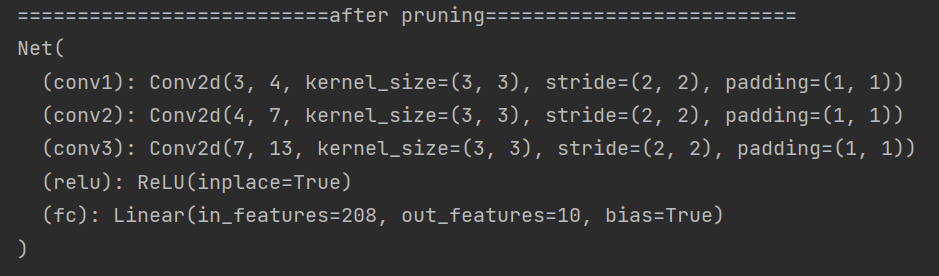 ==========================after pruning==========================
Net(
  (conv1): Conv2d(3, 4, kernel_size=(3, 3), stride=(2, 2), padding=(1, 1))
  (conv2): Conv2d(4, 7, kernel_size=(3, 3), stride=(2, 2), padding=(1, 1))
  (conv3): Conv2d(7, 13, kernel_size=(3, 3), stride=(2, 2), padding=(1, 1))
  (relu): ReLU(inplace=True)
  (fc): Linear(in_features=208, out_features=10, bias=True)
)